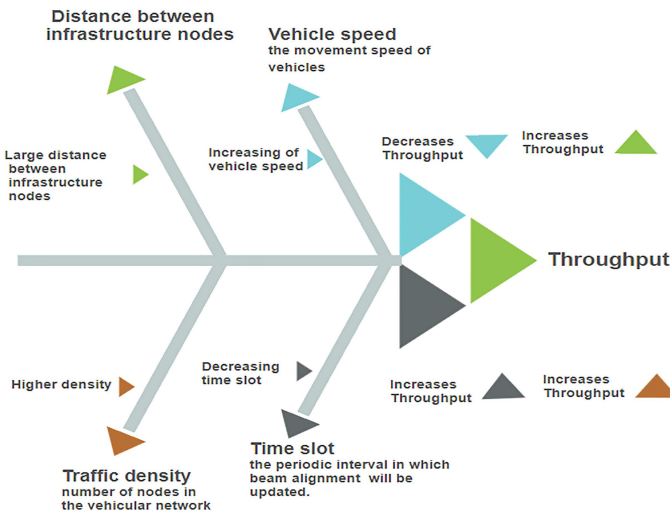 Distance between
infrastructure nodes
Vehicle speed
the movement speed of
vehicles
Large distance
between
infrastructure
nodes
Increasing of
vehicle speed
Decreases
Throughput
Increases
Throughput
Throughput
Higher density
Decreasing
time slot
Increases
Throughput
Increases
Throughput
Traffic density
number of nodes in
the vehicular network
Time slot
the periodic interval in which
beam alignment will be
updated.